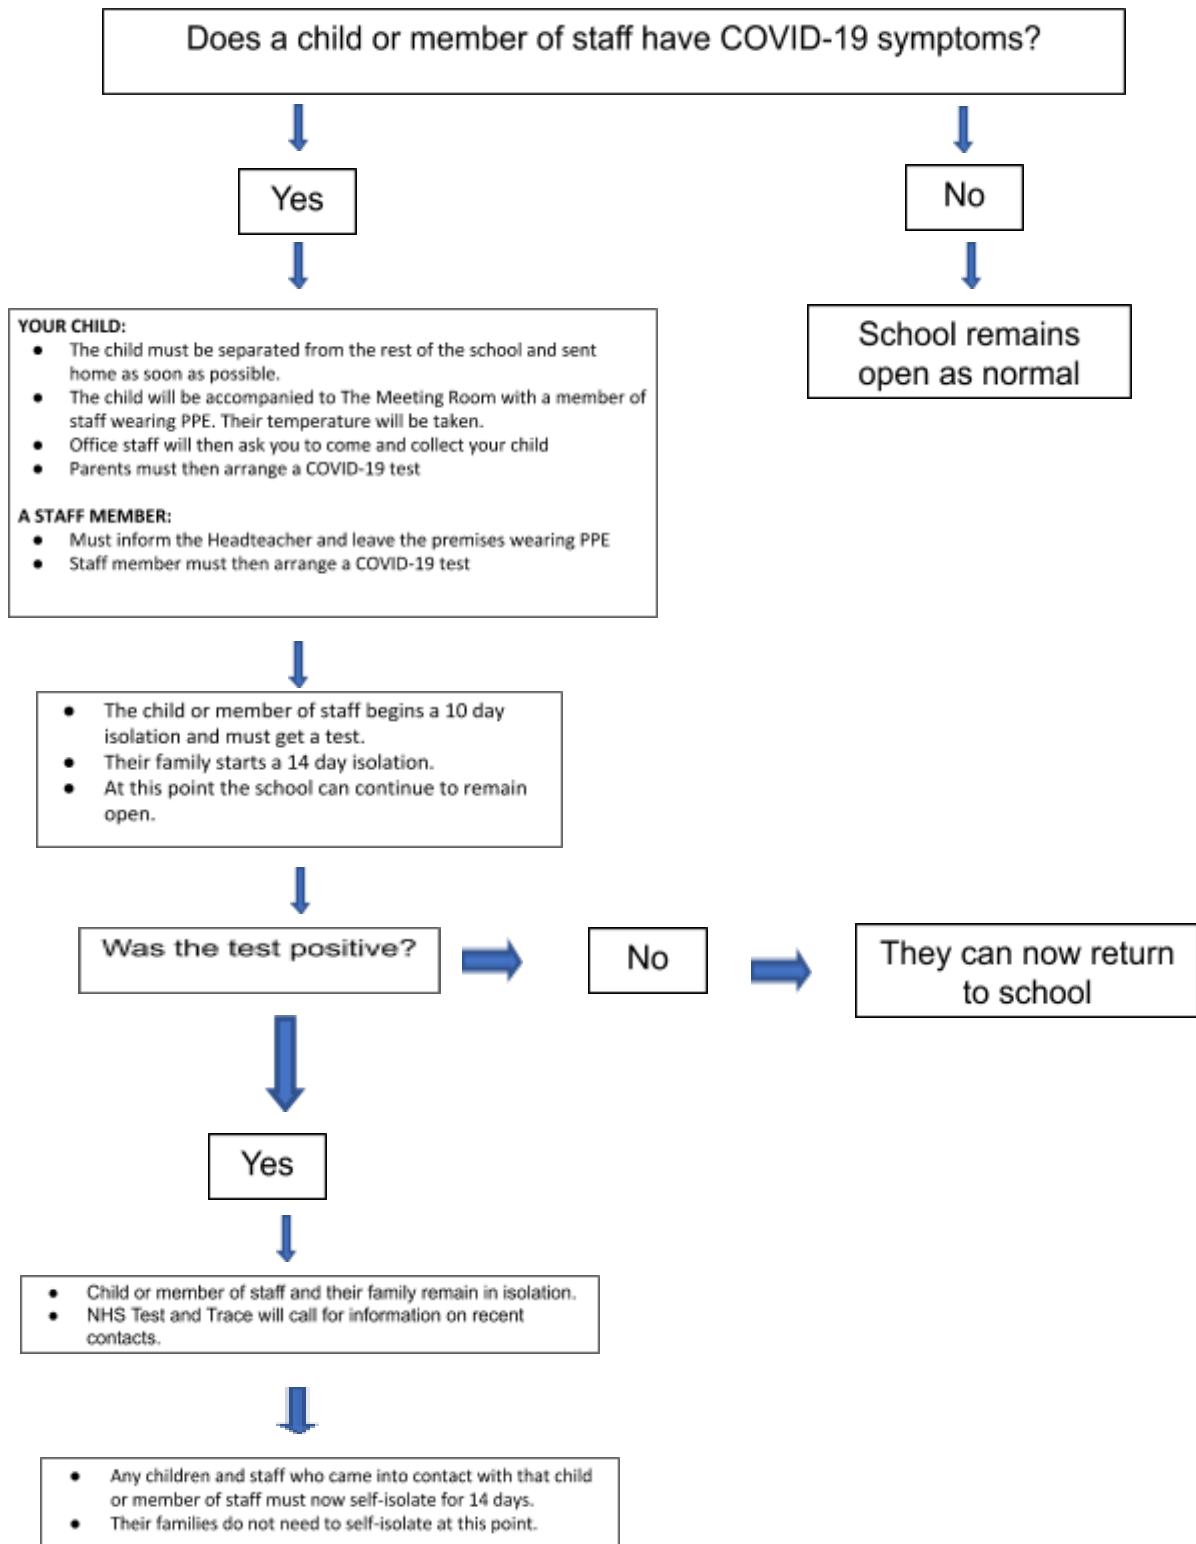 Does a child or member of staff have COVID-19 symptoms?
Yes
No
YOUR CHILD:
● The child must be separated from the rest of the school and sent
home as soon as possible.
● The child will be accompanied to The Meeting Room with a member of
staff wearing PPE. Their temperature will be taken.
● Office staff will then ask you to come and collect your child
● Parents must then arrange a COVID-19 test
A STAFF MEMBER:
● Must inform the Headteacher and leave the premises wearing PPE
● Staff member must then arrange a COVID-19 test
School remains
open as normal
● The child or member of staff begins a 10 day
isolation and must get a test.
● Their family starts a 14 day isolation.
● At this point the school can continue to remain
open.
Was the test positive?
No
They can now return
to school
Yes
● Child or member of staff and their family remain in isolation.
● NHS Test and Trace will call for information on recent
contacts.
● Any children and staff who came into contact with that child
or member of staff must now self-isolate for 14 days.
● Their families do not need to self-isolate at this point.